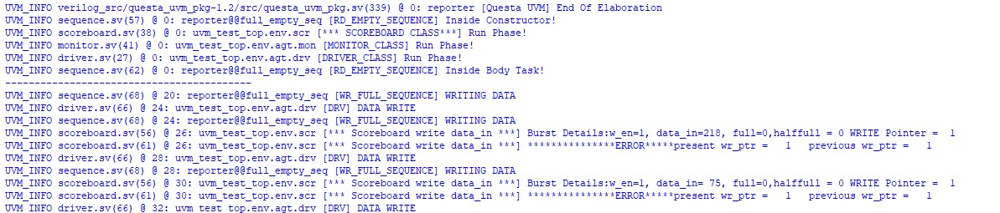 UVM_INFO verilog_src/questa_uvm_pkg-1.2/src/questa_uvm_pkg.sv(339) @ 0: reporter [Questa UVM] End Of Elaboration
UVM_INFO sequence.sv(57) @ 0: reporter@@full_empty_seq [RD_EMPTY_SEQUENCE] Inside Constructor!
UVM_INFO scoreboard.sv(38) @ 0: uvm_test_top.env.scr [*** SCOREBOARD CLASS***] Run Phase!
UVM_INFO monitor.sv(41) @ 0: uvm_test_top.env.agt.mon [MONITOR_CLASS] Run Phase!
UVM_INFO driver.sv(27) @ 0: uvm_test_top.env.agt.drv [DRIVER_CLASS] Run Phase!
UVM_INFO sequence.sv(62) @ 0: reporter@@full_empty_seq [RD_EMPTY_SEQUENCE] Inside Body Task!
------------------------------------------
UVM_INFO sequence.sv(68) @ 20: reporter@@full_empty_seq [WR_FULL_SEQUENCE] WRITING DATA
UVM_INFO driver.sv(66) @ 24: uvm_test_top.env.agt.drv [DRV] DATA WRITE
UVM_INFO sequence.sv(68) @ 24: reporter@@full_empty_seq [WR_FULL_SEQUENCE] WRITING DATA
UVM_INFO scoreboard.sv(56) @ 26: uvm_test_top.env.scr [*** Scoreboard write data_in ***] Burst Details:w_en=1, data_in=218, full=0,halffull = 0 WRITE Pointer =  1
UVM_INFO scoreboard.sv(61) @ 26: uvm_test_top.env.scr [*** Scoreboard write data_in ***] ***************ERROR*****present wr_ptr =   1   previous wr_ptr =   1
UVM_INFO driver.sv(66) @ 28: uvm_test_top.env.agt.drv [DRV] DATA WRITE
UVM_INFO sequence.sv(68) @ 28: reporter@@full_empty_seq [WR_FULL_SEQUENCE] WRITING DATA
UVM_INFO scoreboard.sv(56) @ 30: uvm_test_top.env.scr [*** Scoreboard write data_in ***] Burst Details:w_en=1, data_in= 75, full=0,halffull = 0 WRITE Pointer =  1
UVM_INFO scoreboard.sv(61) @ 30: uvm_test_top.env.scr [*** Scoreboard write data_in ***] ***************ERROR*****present wr_ptr =   1   previous wr_ptr =   1
UVM_INFO driver.sv(66) @ 32: uvm_test_top.env.agt.drv [DRV] DATA WRITE